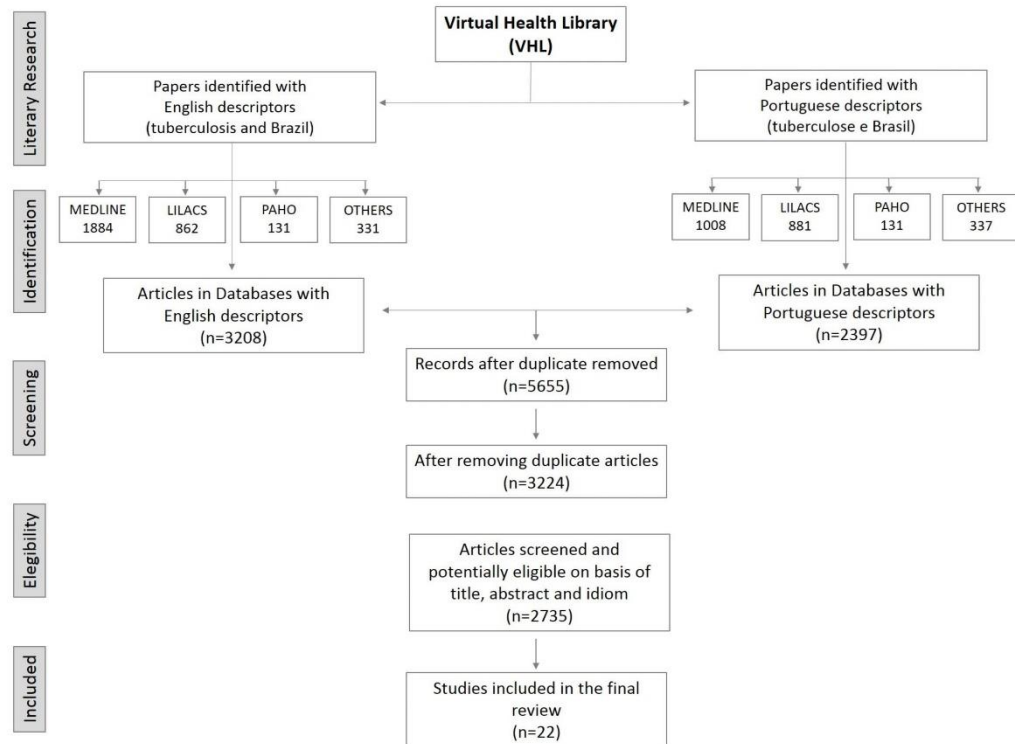 Virtual Health Library
(VHL)
Literary Research
Papers identified with
English descriptors
(tuberculosis and Brazil)
Papers identified with
Portuguese descriptors
(tuberculose e Brasil)
Identification
MEDLINE
1884
LILACS
862
PAHO
131
OTHERS
331
MEDLINE
1008
LILACS
881
PAHO
131
OTHERS
337
Articles in Databases with
English descriptors
(n=3208)
Articles in Databases with
Portuguese descriptors
(n=2397)
Screening
Records after duplicate removed
(n=5655)
After removing duplicate articles
(n=3224)
Elegibility
Articles screened and
potentially eligible on basis of
title, abstract and idiom
(n=2735)
Included
Studies included in the final
review
(n=22)